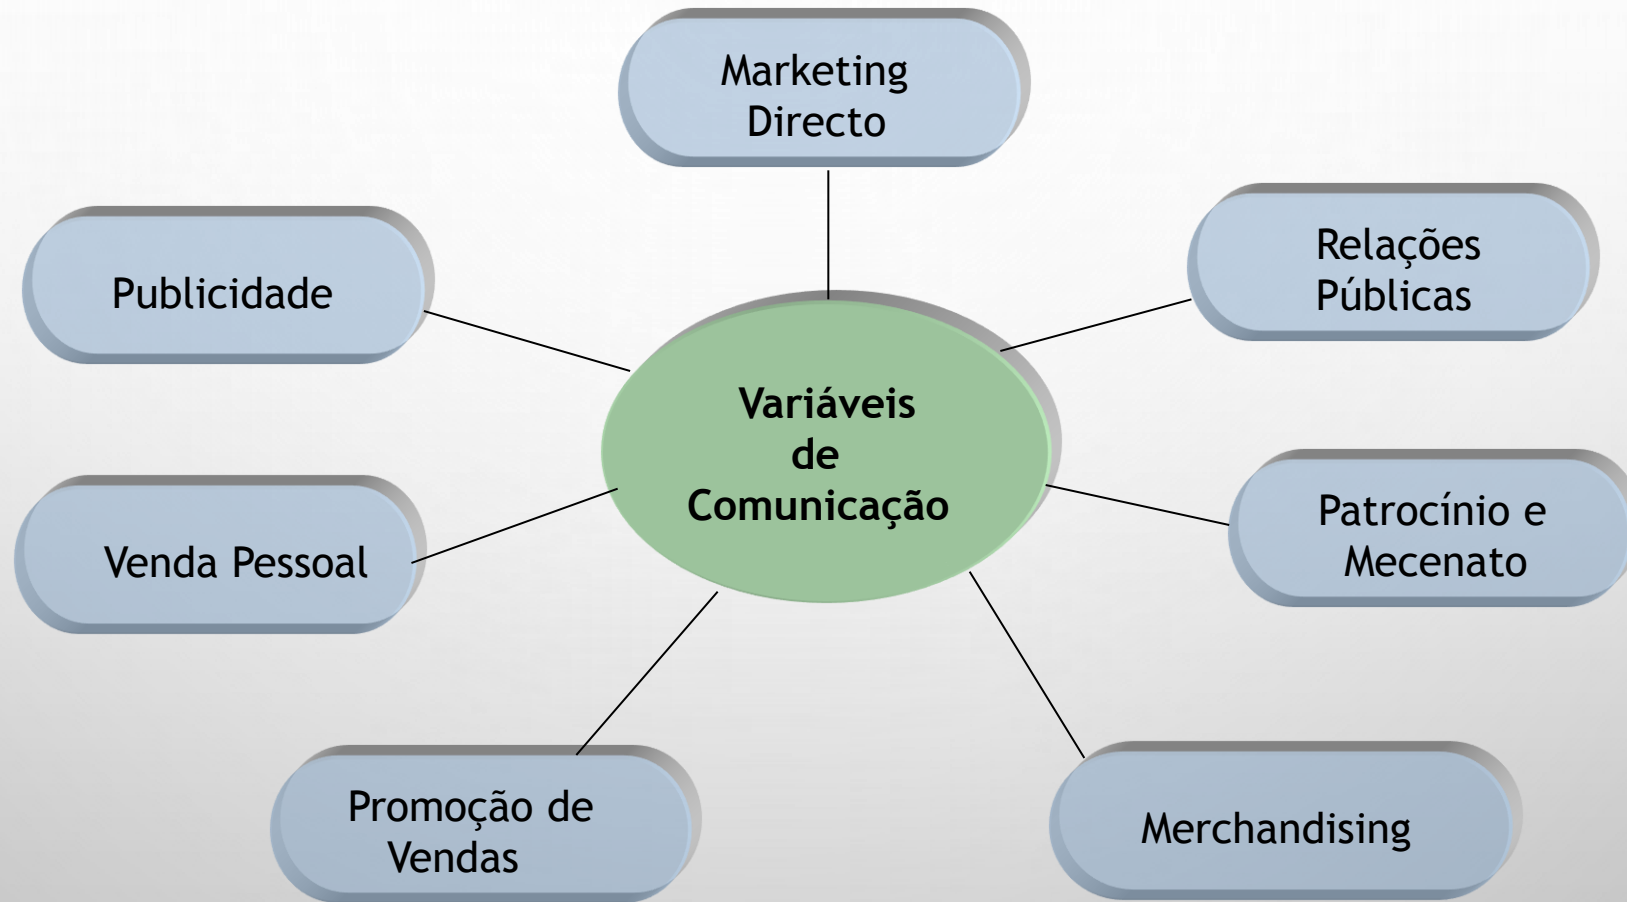 Marketing
Directo
Relações
Públicas
Publicidade
Variáveis
de
Comunicação
Patrocínio e
Mecenato
Venda Pessoal
Promoção de
Vendas
Merchandising